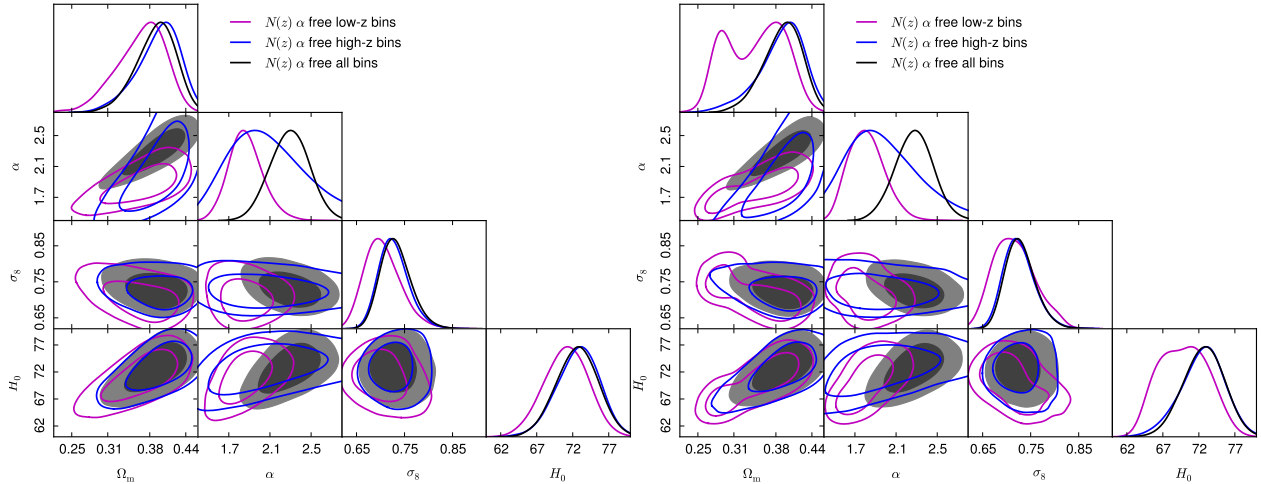 N(z) α free low-z bins
N(z) α free high-z bins
N(z) α free all bins
2.5
2.1
1.7
α
0.85
0.75
0.65
σ₈
77
72
67
62
H₀
0.25 0.31 0.38 0.44
1.7 2.1 2.5
0.65 0.75 0.85
62 67 72 77
Ωₘ α σ₈ H₀
N(z) α free low-z bins
N(z) α free high-z bins
N(z) α free all bins
2.5
2.1
1.7
α
0.85
0.75
0.65
σ₈
77
72
67
62
H₀
0.25 0.31 0.38 0.44
1.7 2.1 2.5
0.65 0.75 0.85
62 67 72 77
Ωₘ α σ₈ H₀